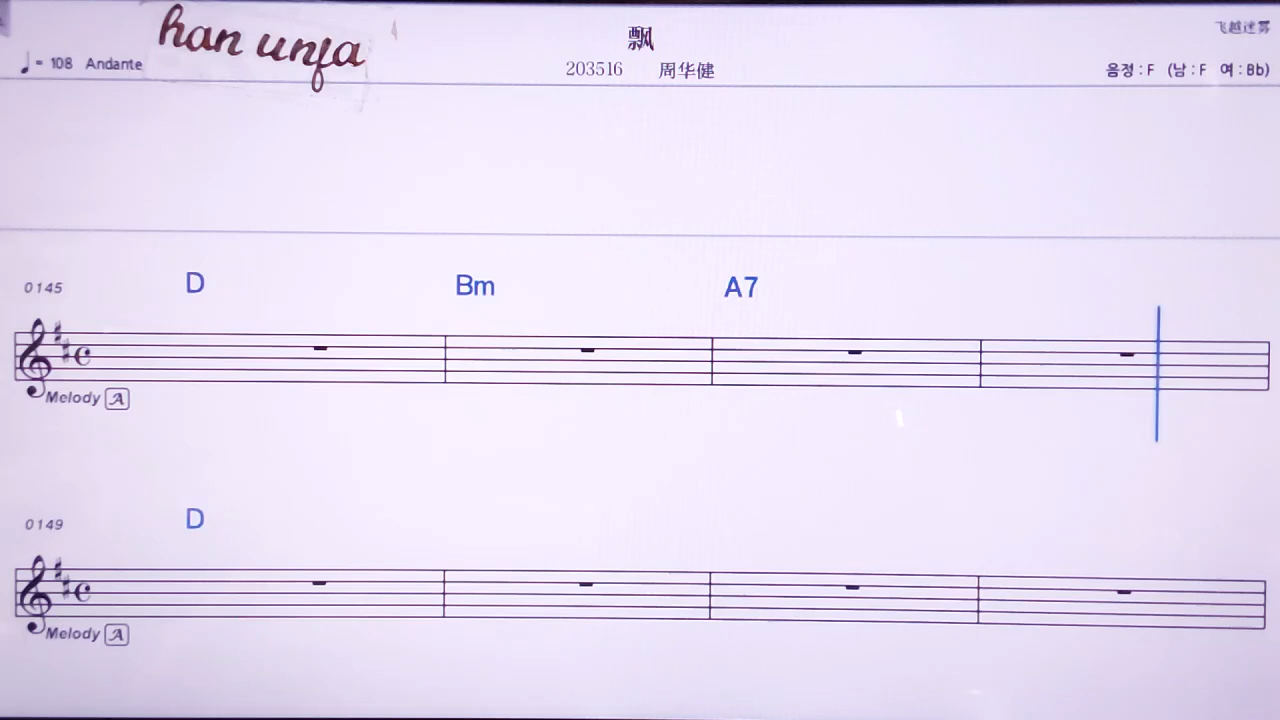 han unfa
飘
飞越迷雾
♩= 108 Andante
203516 周华健
음정 : F (남 : F 여 : Bb)
0145 D Bm A7
Melody A
0149 D
Melody A